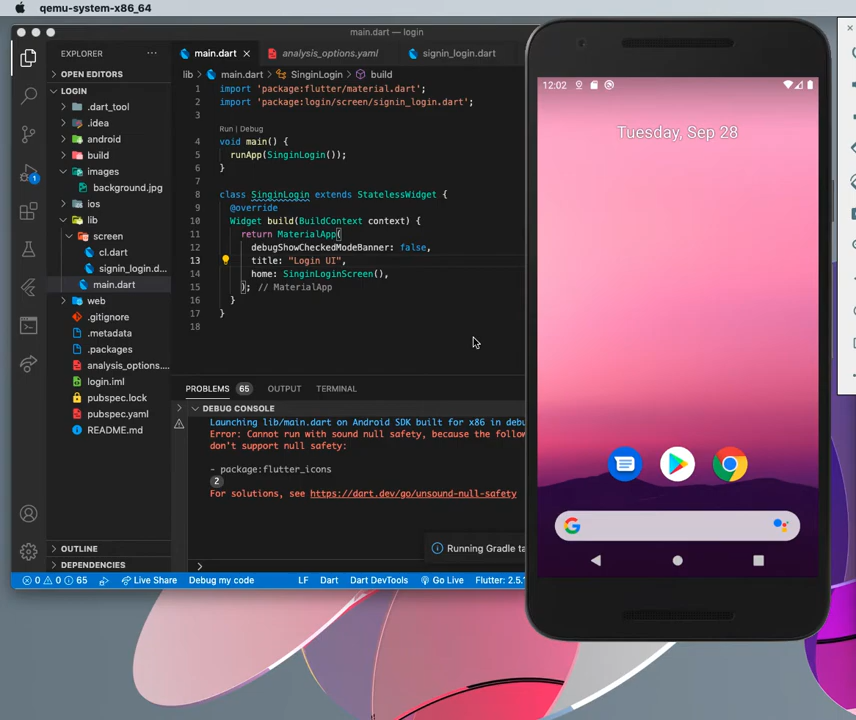 qemu-system-x86_64
main.dart — login
EXPLORER
OPEN EDITORS
LOGIN
.dart_tool
.idea
android
build
images
background.jpg
ios
lib
screen
cl.dart
signin_login.d...
main.dart
web
.gitignore
.metadata
.packages
analysis_options....
login.iml
pubspec.lock
pubspec.yaml
README.md
OUTLINE
DEPENDENCIES
1
main.dart
analysis_options.yaml
signin_login.dart
lib > main.dart > SinginLogin > build
1 import 'package:flutter/material.dart';
2 import 'package:login/screen/signin_login.dart';
3
Run | Debug
4 void main() {
5 runApp(SinginLogin());
6 }
7
8 class SinginLogin extends StatelessWidget {
9 @override
10 Widget build(BuildContext context) {
11 return MaterialApp(
12 debugShowCheckedModeBanner: false,
13 title: "Login UI",
14 home: SinginLoginScreen(),
15 ); // MaterialApp
16 }
17 }
18
PROBLEMS 65 OUTPUT TERMINAL
DEBUG CONSOLE
Launching lib/main.dart on Android SDK built for x86 in debu
Error: Cannot run with sound null safety, because the follow
don't support null safety:
- package:flutter_icons
2
For solutions, see https://dart.dev/go/unsound-null-safety
Running Gradle ta
0 0 65 Live Share Debug my code LF Dart Dart DevTools Go Live Flutter: 2.5.1
12:02
Tuesday, Sep 28